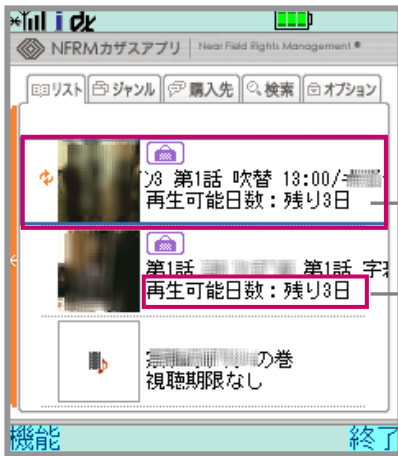 NFRMカザスアプリ Near Field Rights Management
リスト ジャンル 購入先 検索 オプション
第1話 吹替 13:00/
再生可能日数：残り3日
第1話 第1話
再生可能日数：残り3日
の巻
視聴期限なし
機能 終了